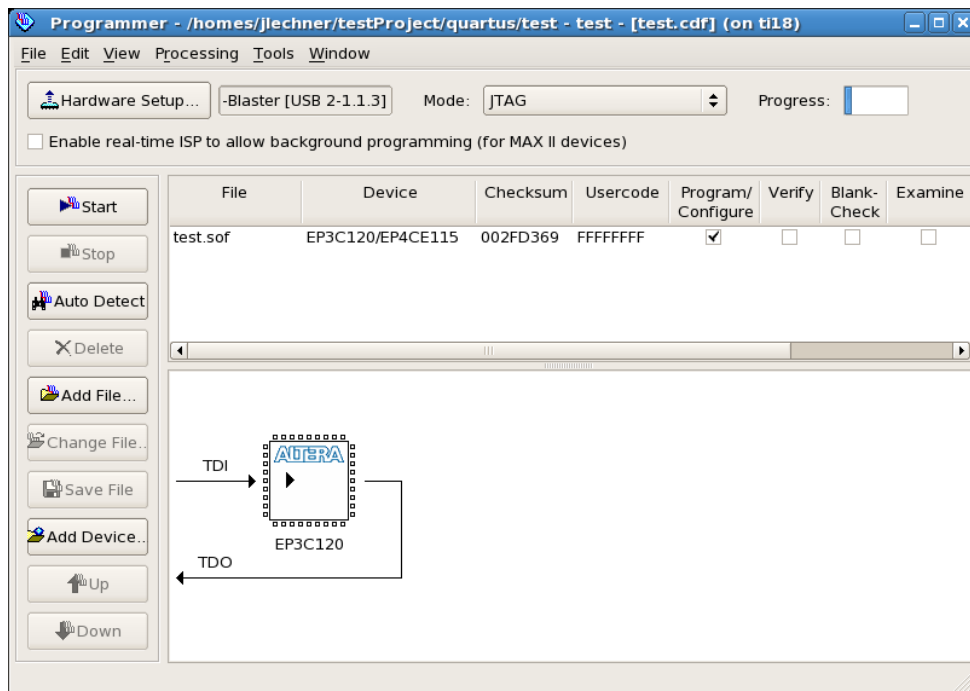 Programmer - /homes/jlechner/testProject/quartus/test - test - [test.cdf] (on ti18)
File Edit View Processing Tools Window
Hardware Setup... -Blaster [USB 2-1.1.3] Mode: JTAG Progress:
Enable real-time ISP to allow background programming (for MAX II devices)
File Device Checksum Usercode Program/ Configure Verify Blank- Check Examine
test.sof EP3C120/EP4CE115 002FD369 FFFFFFFF
Start
Stop
Auto Detect
Delete
Add File...
Change File..
Save File
Add Device..
Up
Down
ALTERA
TDI
EP3C120
TDO